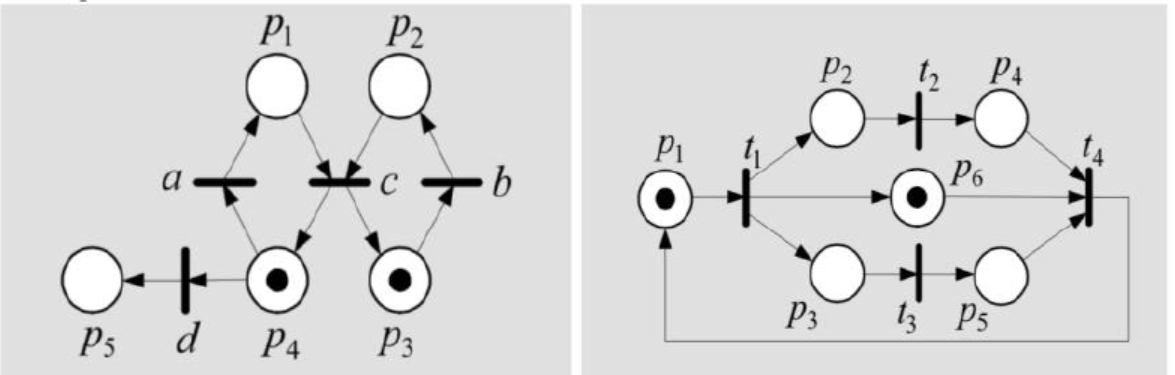 p1 p2
a c b
p5 d p4 p3
p2 t2 p4
p1 t1 p6 t4
p3 t3 p5